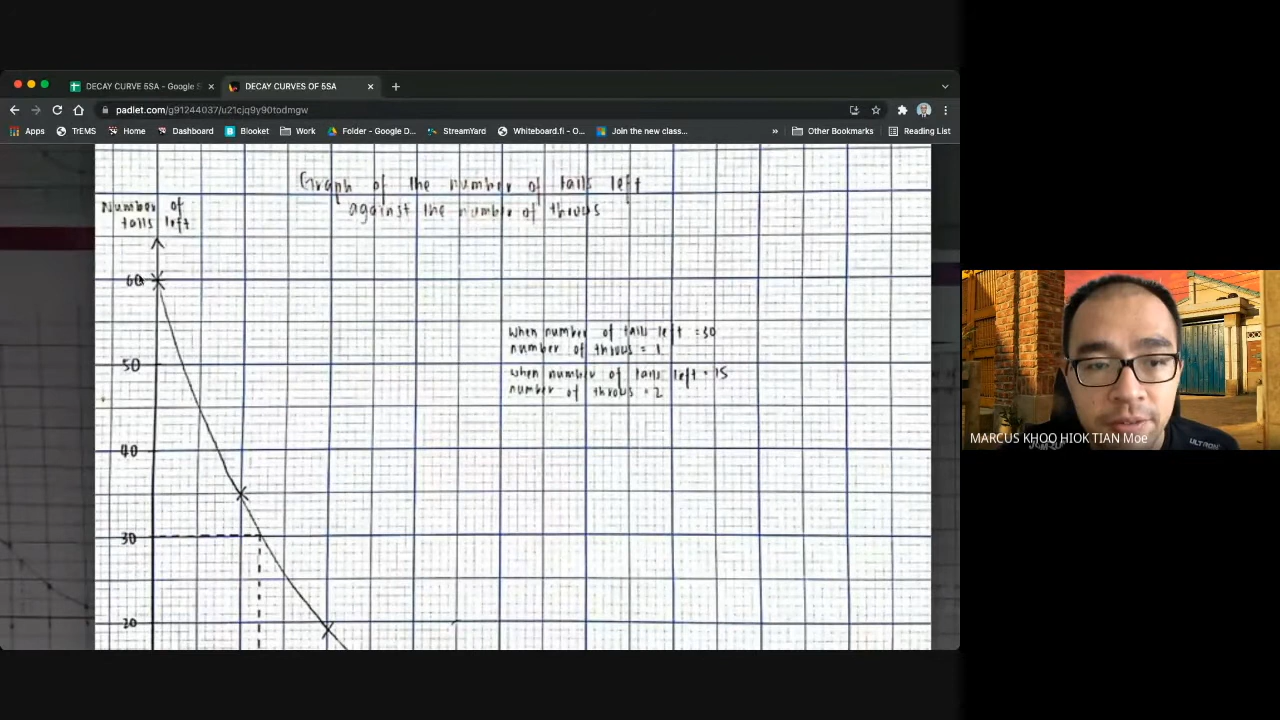 DECAY CURVE 5SA - Google S
DECAY CURVES OF 5SA
padlet.com/g91244037/u21cjq9y90todmgw
Apps TrEMS Home Dashboard Blooket Work Folder - Google D... StreamYard Whiteboard.fi - O... Join the new class... » Other Bookmarks Reading List
Graph of the number of tails left
against the number of throws
Number of
tails left
60
when number of tails left = 30
number of throws = 1
when number of tails left = 15
number of throws = 2
50
40
30
20
MARCUS KHOO HIOK TIAN Moe
ULTRON